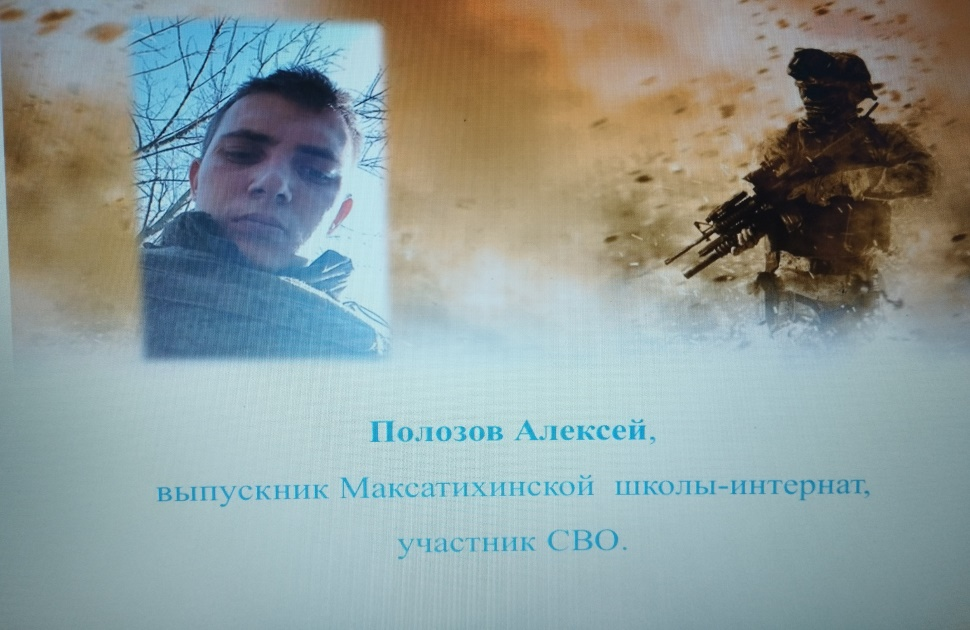 Полозов Алексей,
выпускник Максатихинской школы-интернат,
участник СВО.